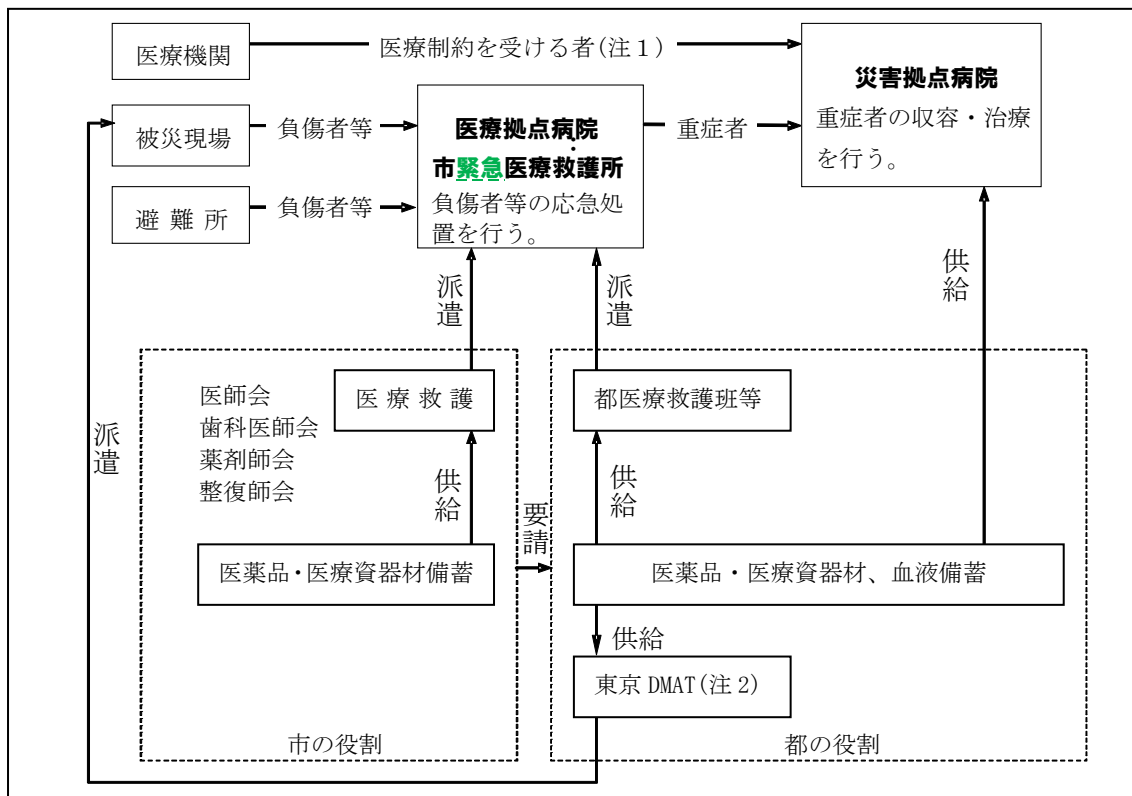 医療機関
医療制約を受ける者(注1)
災害拠点病院
重症者の収容・治療
を行う。
被災現場
負傷者等
医療拠点病院
・
市緊急医療救護所
負傷者等の応急処
置を行う。
重症者
避難所
負傷者等
派遣
派遣
供給
医師会
歯科医師会
薬剤師会
整復師会
医療救護
都医療救護班等
派遣
供給
供給
要請
医薬品・医療資器材備蓄
医薬品・医療資器材、血液備蓄
供給
東京DMAT(注2)
市の役割
都の役割